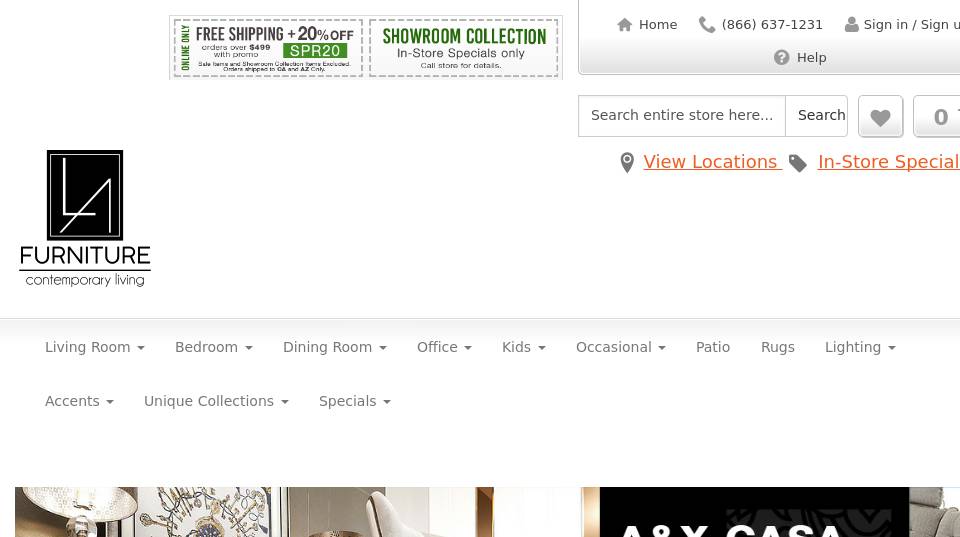 ONLINE ONLY
FREE SHIPPING + 20% OFF
orders over $499
with promo
SPR20
Sale Items and Showroom Collection Items Excluded.
Orders shipped to CA and AZ Only.
SHOWROOM COLLECTION
In-Store Specials only
Call store for details.
Home
(866) 637-1231
Sign in / Sign u
Help
Search entire store here...
Search
0
View Locations
In-Store Special
LA
FURNITURE
contemporary living
Living Room
Bedroom
Dining Room
Office
Kids
Occasional
Patio
Rugs
Lighting
Accents
Unique Collections
Specials
A&X CASA